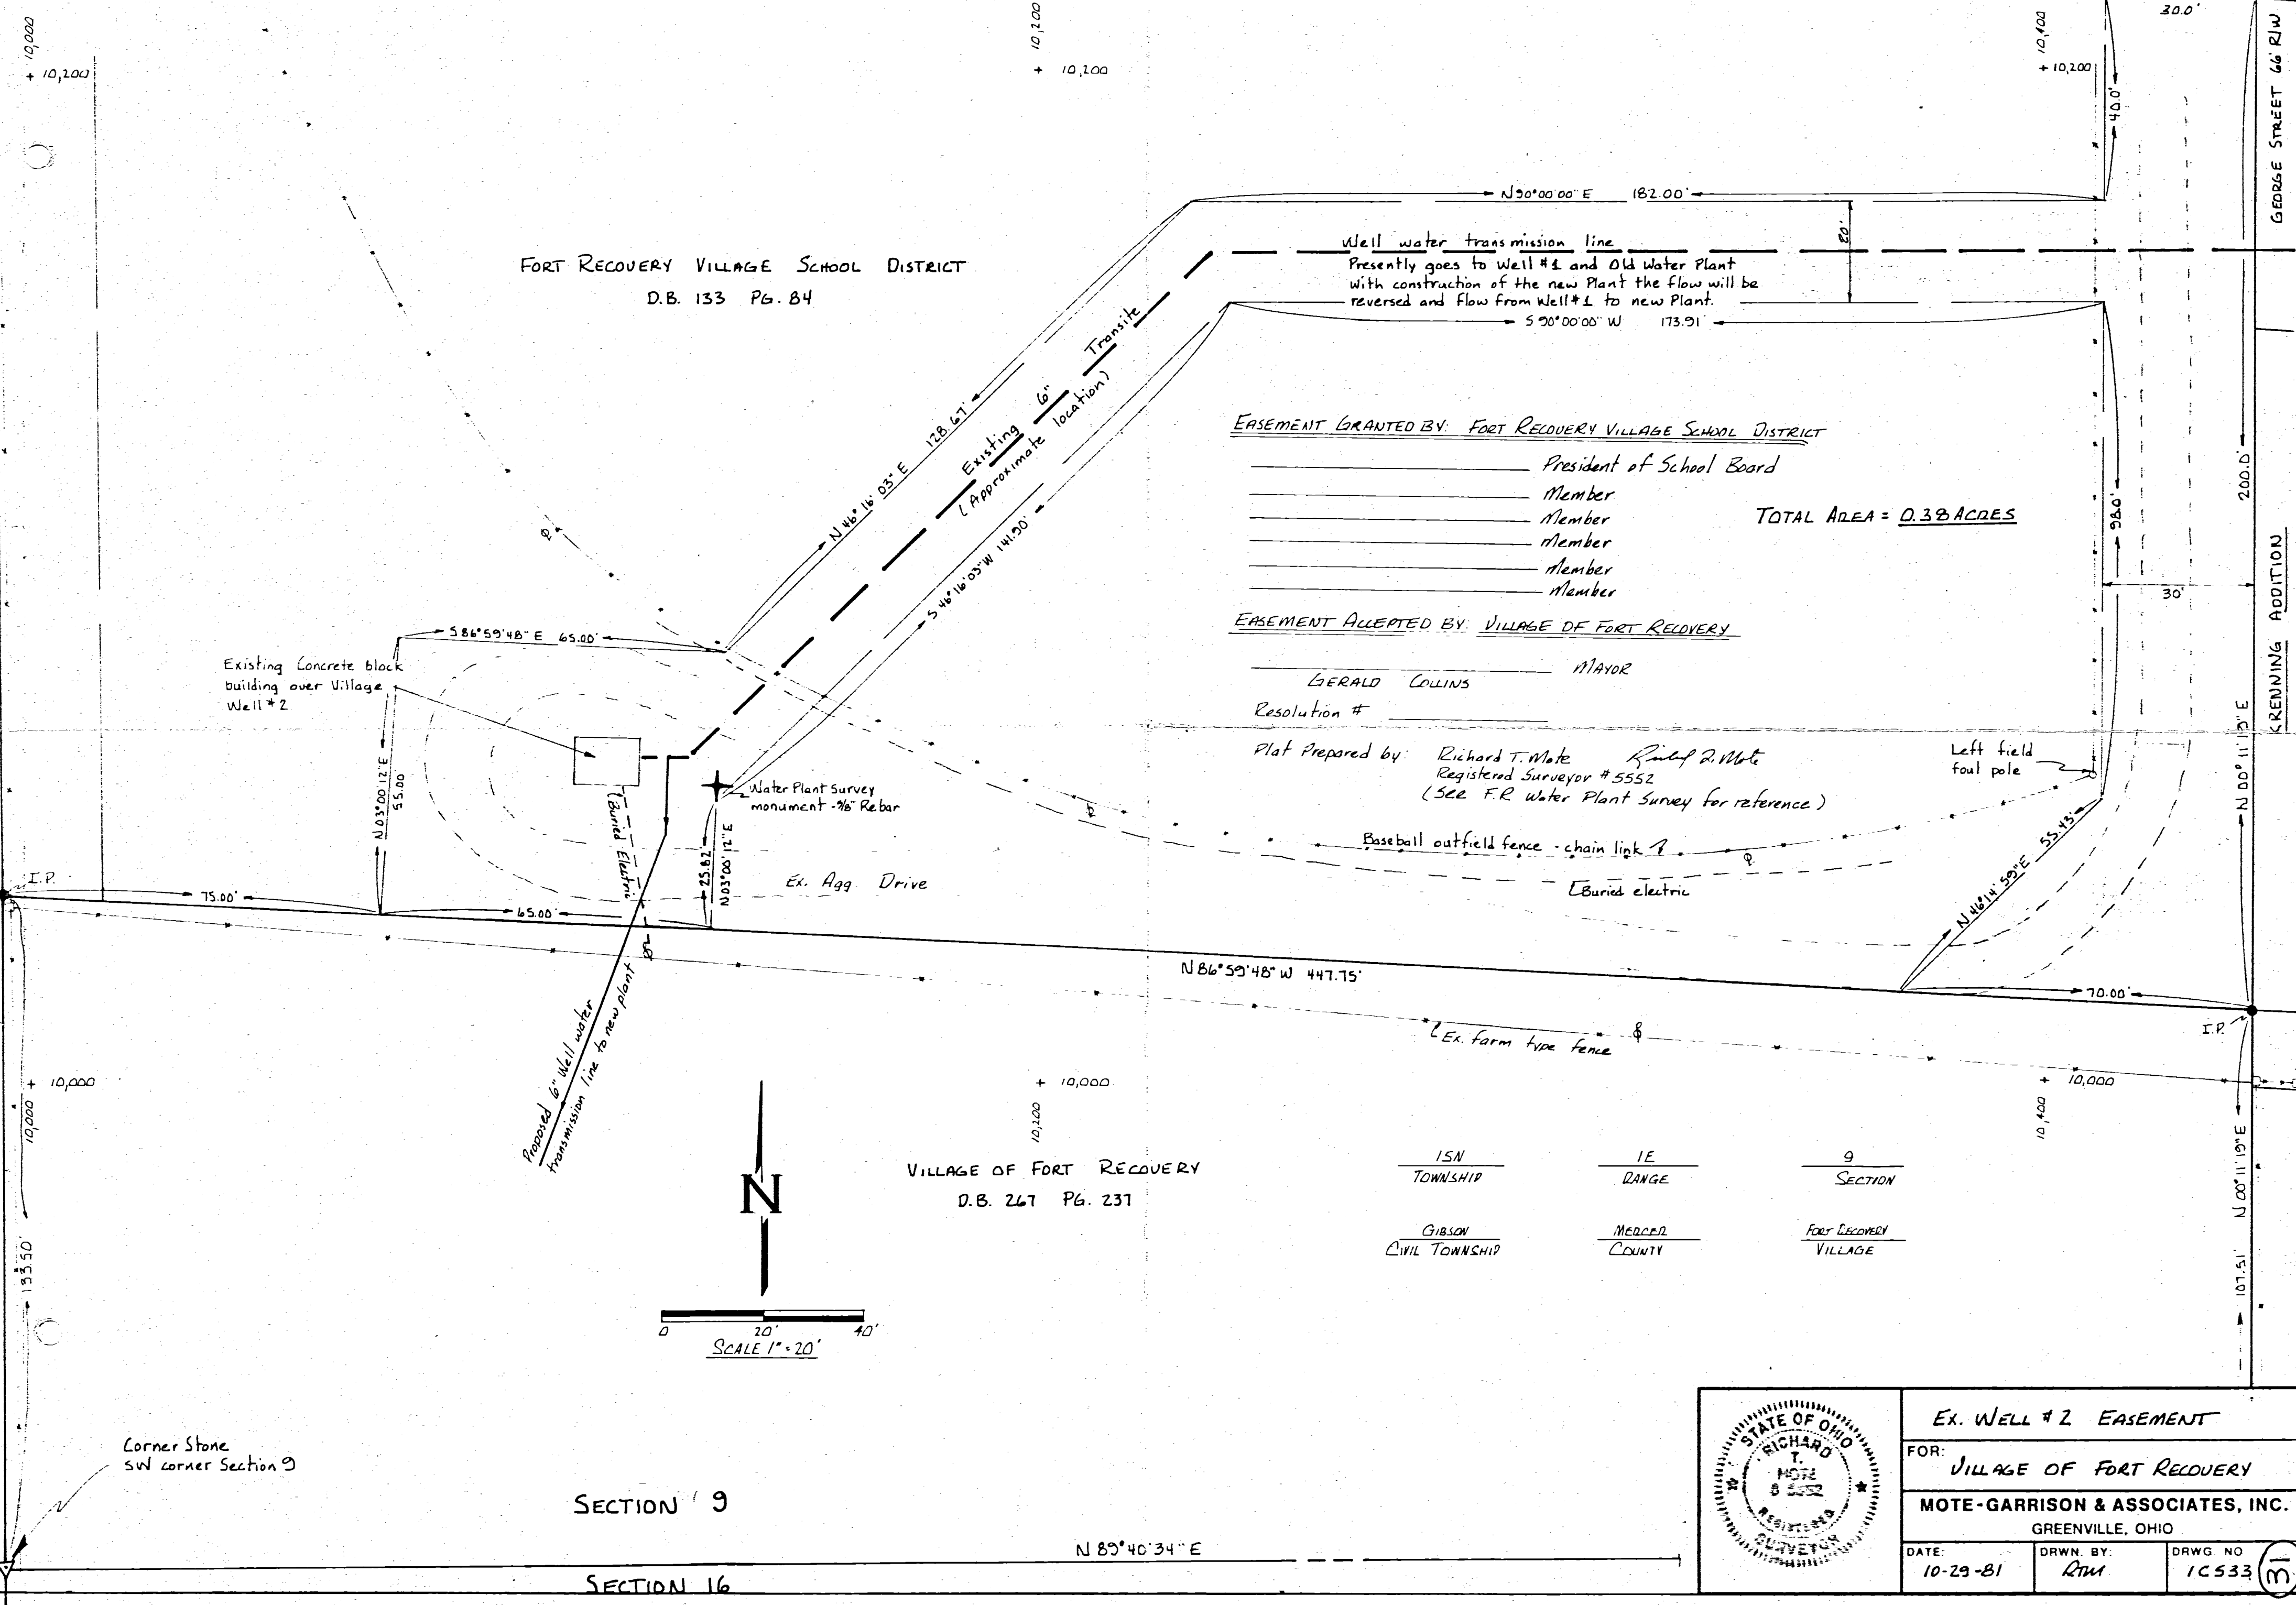 10,000
+ 10,200
10,200
+ 10,200
10,400
+ 10,200
30.0'
GEORGE STREET 66' R/W
40.0'
N90°00'00"E 182.00'
20'
Well water transmission line
Presently goes to Well #1 and Old Water Plant
with construction of the new Plant the flow will be
reversed and flow from Well #1 to new Plant.
S 90°00'00" W 173.91'
FORT RECOVERY VILLAGE SCHOOL DISTRICT
D.B. 133 PG. 84
N 46° 16' 03" E 128.67'
Existing 6" Transite
(Approximate location)
S 46° 16' 03" W 141.90'
EASEMENT GRANTED BY: FORT RECOVERY VILLAGE SCHOOL DISTRICT
President of School Board
Member
Member
Member
Member
Member
TOTAL AREA = 0.38 ACRES
98.0'
200.0'
30'
KRENNING ADDITION
EASEMENT ACCEPTED BY: VILLAGE OF FORT RECOVERY
MAYOR
GERALD COLLINS
Resolution #
Plat Prepared by: Richard T. Mote
Registered Surveyor #5552
(See F.R. Water Plant Survey for reference)
Left field
foul pole
N 00° 11' 19" E
S 86° 59' 48" E 65.00'
Existing Concrete block
building over Village
Well #2
N 03° 00' 12" E
55.00
Water Plant Survey
monument - 5/8" Rebar
(Buried Electric
25.82'
N03°00'12"E
Ex. Agg. Drive
Baseball outfield fence - chain link
(Buried electric
N 46° 14' 59" E 55.43'
I.P.
75.00'
65.00'
N 86° 59' 48" W 447.75'
70.00'
I.P.
(Ex. farm type fence
Proposed 6" Well water
transmission line to new plant
+ 10,000
10,000
+ 10,000
10,200
+ 10,000
10,400
N 00° 11' 19" E
107.51'
133.50'
N
0 20' 40'
SCALE 1" = 20'
VILLAGE OF FORT RECOVERY
D.B. 267 PG. 237
15N
TOWNSHIP
1E
RANGE
9
SECTION
GIBSON
CIVIL TOWNSHIP
MERCER
COUNTY
FORT RECOVERY
VILLAGE
Corner Stone
SW corner Section 9
SECTION 9
N 89° 40' 34" E
SECTION 16
STATE OF OHIO
RICHARD
T.
MOTE
S 5552
REGISTERED
SURVEYOR
EX. WELL #2 EASEMENT
FOR:
VILLAGE OF FORT RECOVERY
MOTE-GARRISON & ASSOCIATES, INC.
GREENVILLE, OHIO
DATE:
10-29-81
DRWN. BY:
RTM
DRWG. NO
1C533
31